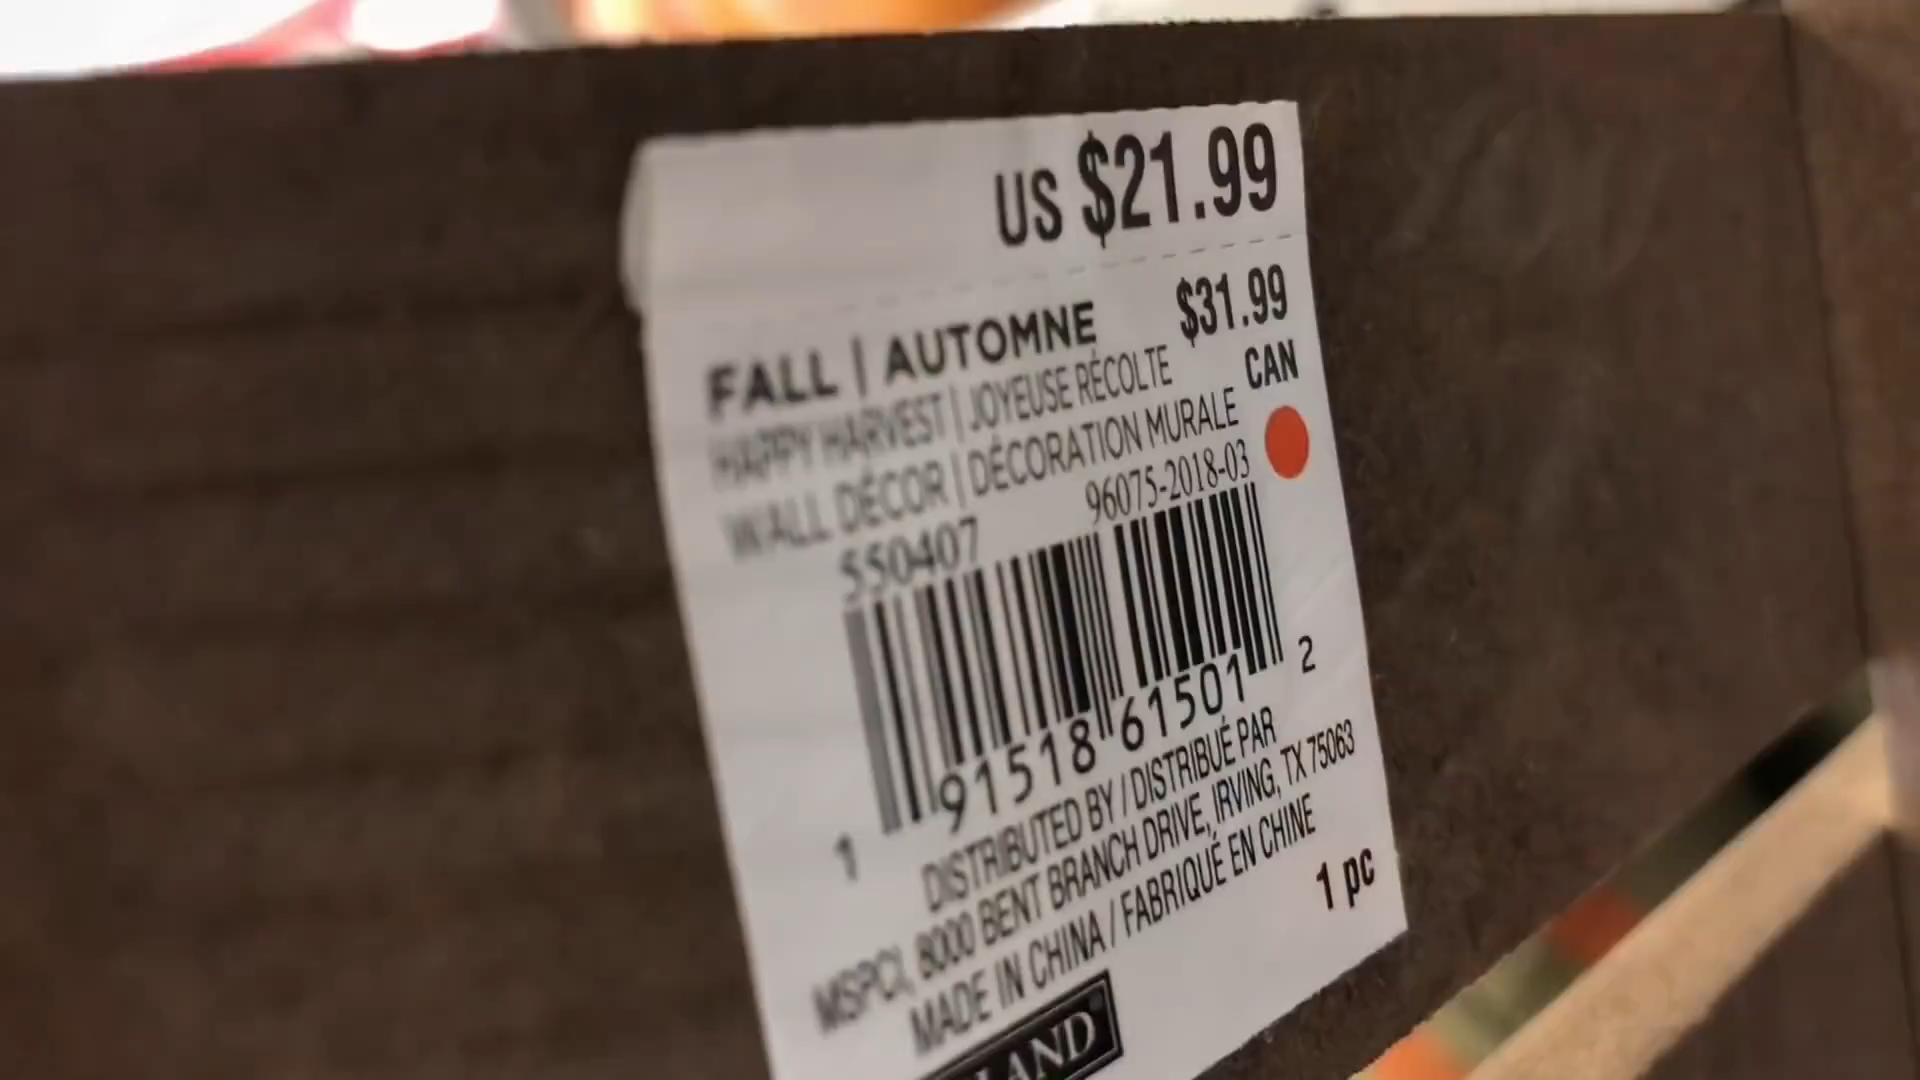 US $21.99
$31.99
CAN
FALL | AUTOMNE
HAPPY HARVEST | JOYEUSE RÉCOLTE
WALL DÉCOR | DÉCORATION MURALE
550407 96075-2018-03
1 91518 61501 2
DISTRIBUTED BY / DISTRIBUÉ PAR
MSPCI, 8000 BENT BRANCH DRIVE, IRVING, TX 75063
MADE IN CHINA / FABRIQUÉ EN CHINE
1 pc